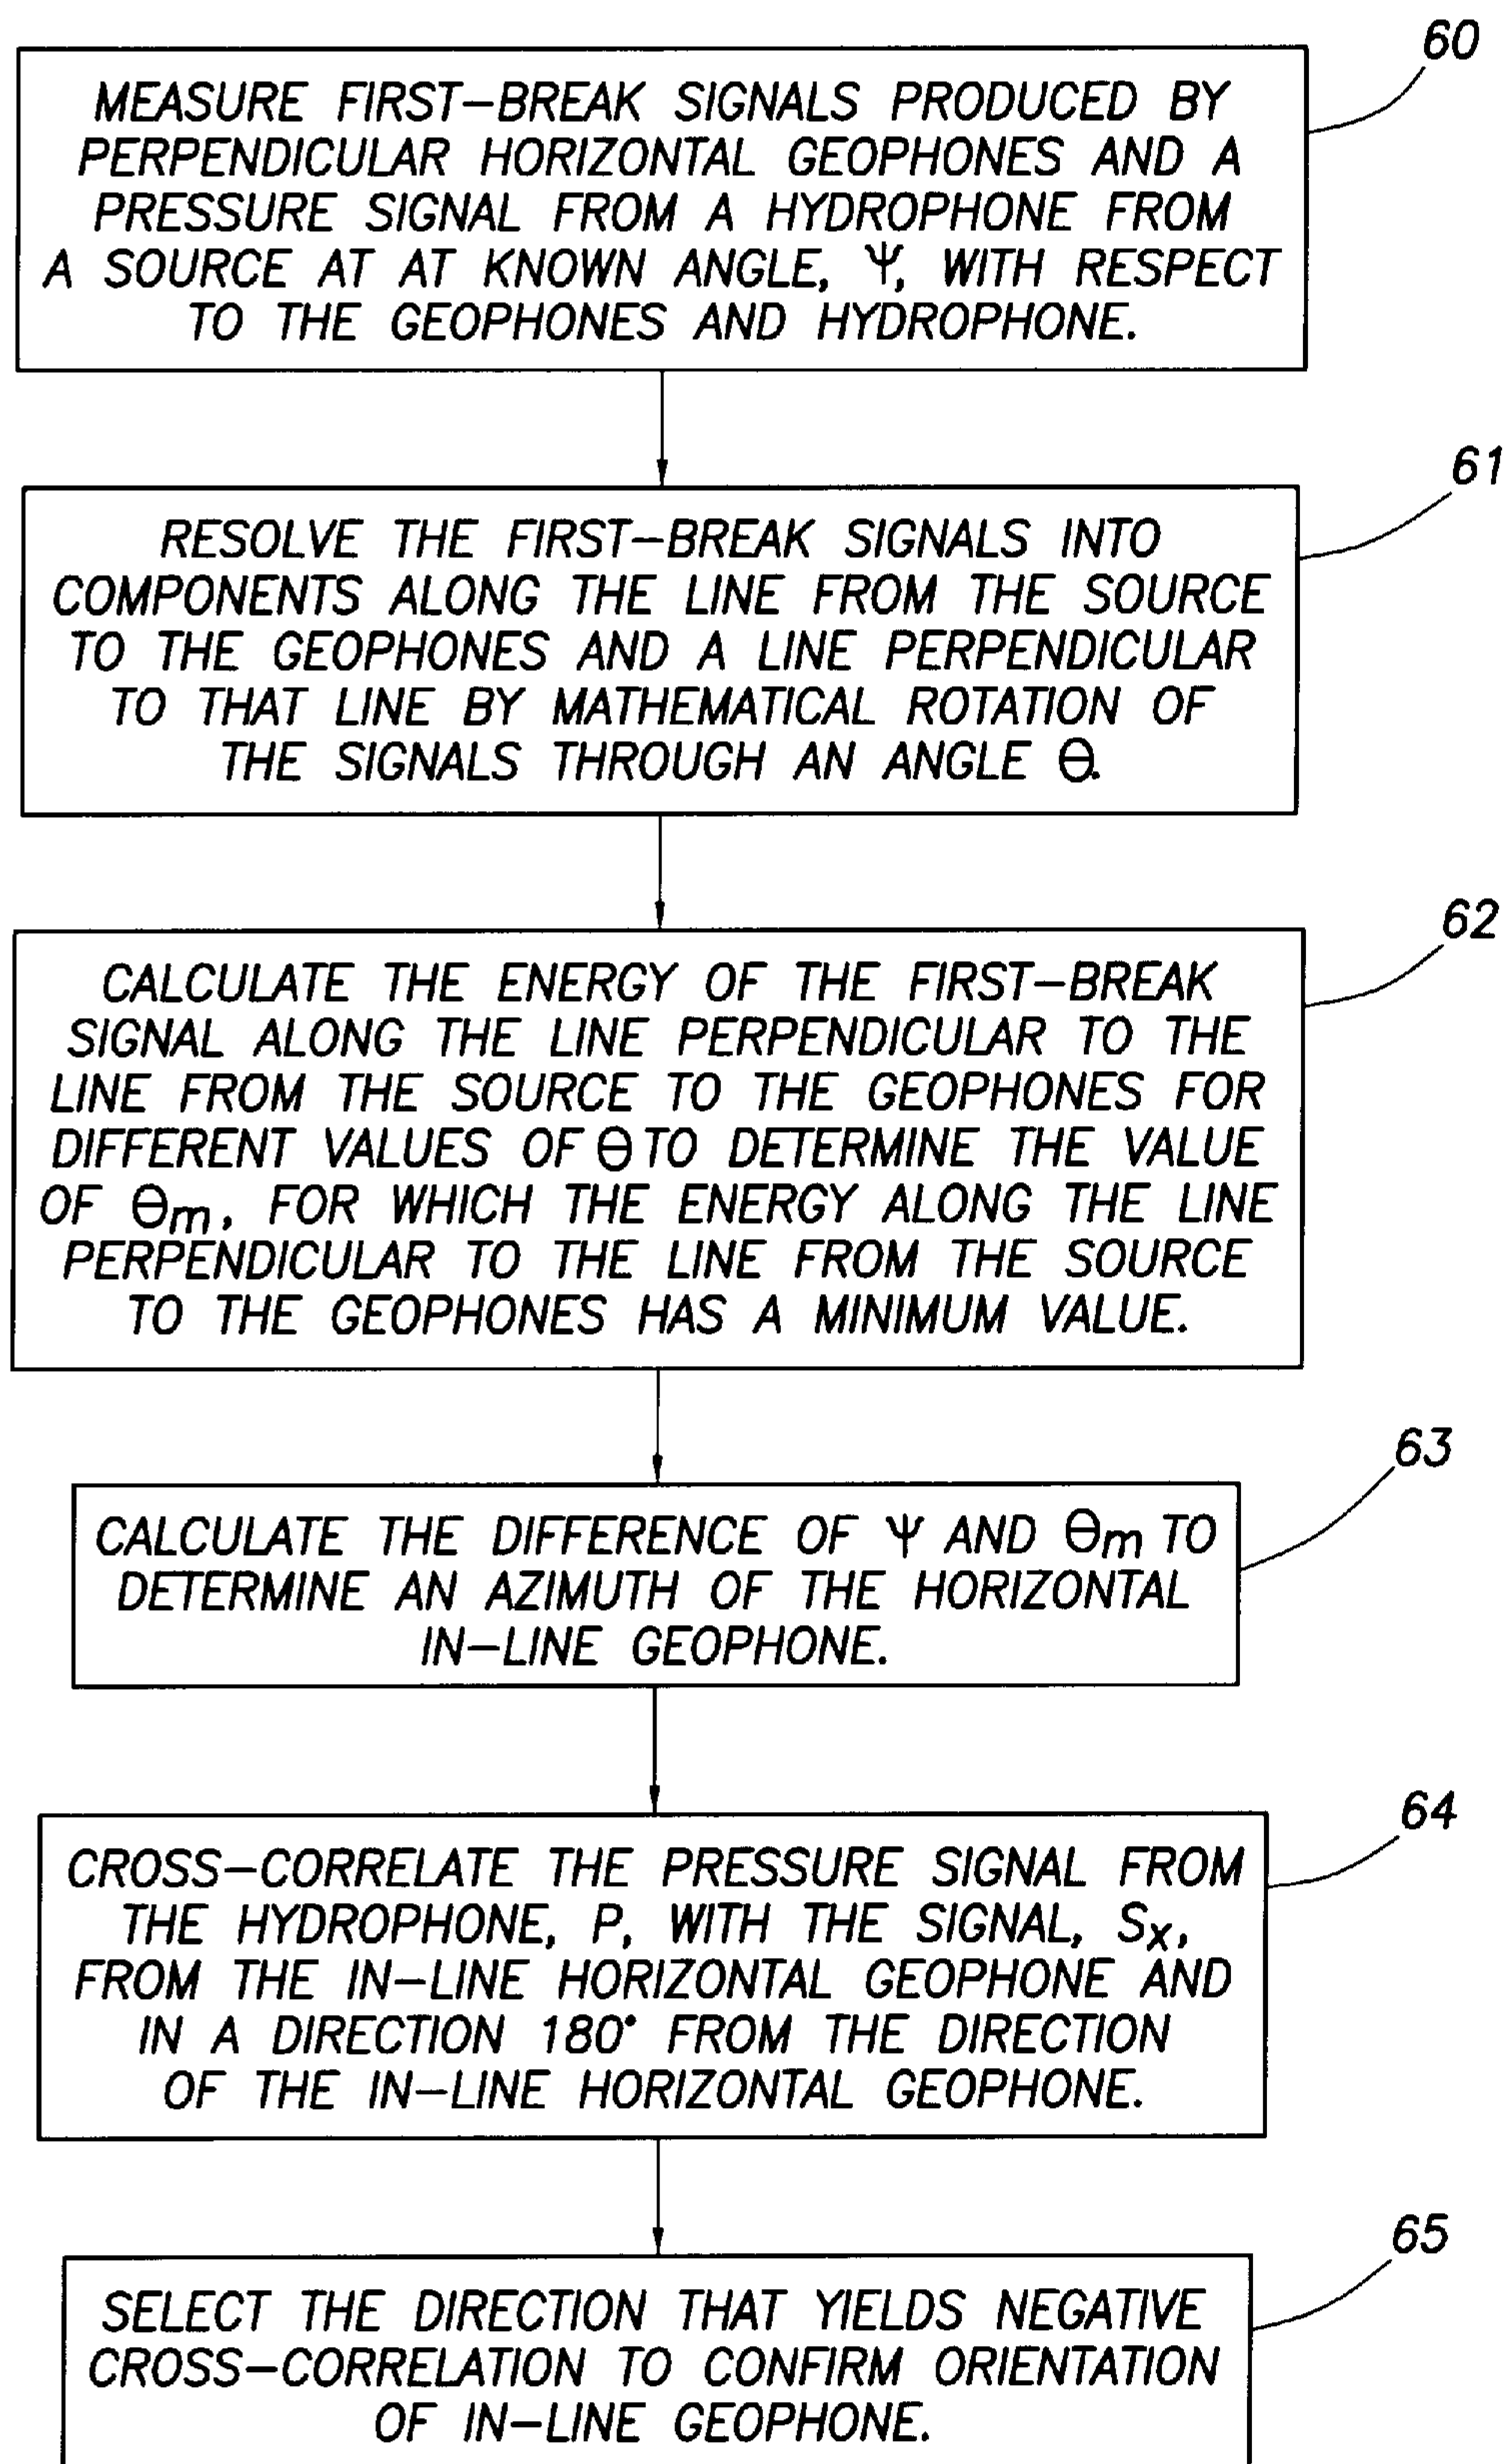 60
MEASURE FIRST–BREAK SIGNALS PRODUCED BY
PERPENDICULAR HORIZONTAL GEOPHONES AND A
PRESSURE SIGNAL FROM A HYDROPHONE FROM
A SOURCE AT AT KNOWN ANGLE, Ψ, WITH RESPECT
TO THE GEOPHONES AND HYDROPHONE.
61
RESOLVE THE FIRST–BREAK SIGNALS INTO
COMPONENTS ALONG THE LINE FROM THE SOURCE
TO THE GEOPHONES AND A LINE PERPENDICULAR
TO THAT LINE BY MATHEMATICAL ROTATION OF
THE SIGNALS THROUGH AN ANGLE Θ.
62
CALCULATE THE ENERGY OF THE FIRST–BREAK
SIGNAL ALONG THE LINE PERPENDICULAR TO THE
LINE FROM THE SOURCE TO THE GEOPHONES FOR
DIFFERENT VALUES OF Θ TO DETERMINE THE VALUE
OF Θm, FOR WHICH THE ENERGY ALONG THE LINE
PERPENDICULAR TO THE LINE FROM THE SOURCE
TO THE GEOPHONES HAS A MINIMUM VALUE.
63
CALCULATE THE DIFFERENCE OF Ψ AND Θm TO
DETERMINE AN AZIMUTH OF THE HORIZONTAL
IN–LINE GEOPHONE.
64
CROSS–CORRELATE THE PRESSURE SIGNAL FROM
THE HYDROPHONE, P, WITH THE SIGNAL, Sx,
FROM THE IN–LINE HORIZONTAL GEOPHONE AND
IN A DIRECTION 180° FROM THE DIRECTION
OF THE IN–LINE HORIZONTAL GEOPHONE.
65
SELECT THE DIRECTION THAT YIELDS NEGATIVE
CROSS–CORRELATION TO CONFIRM ORIENTATION
OF IN–LINE GEOPHONE.